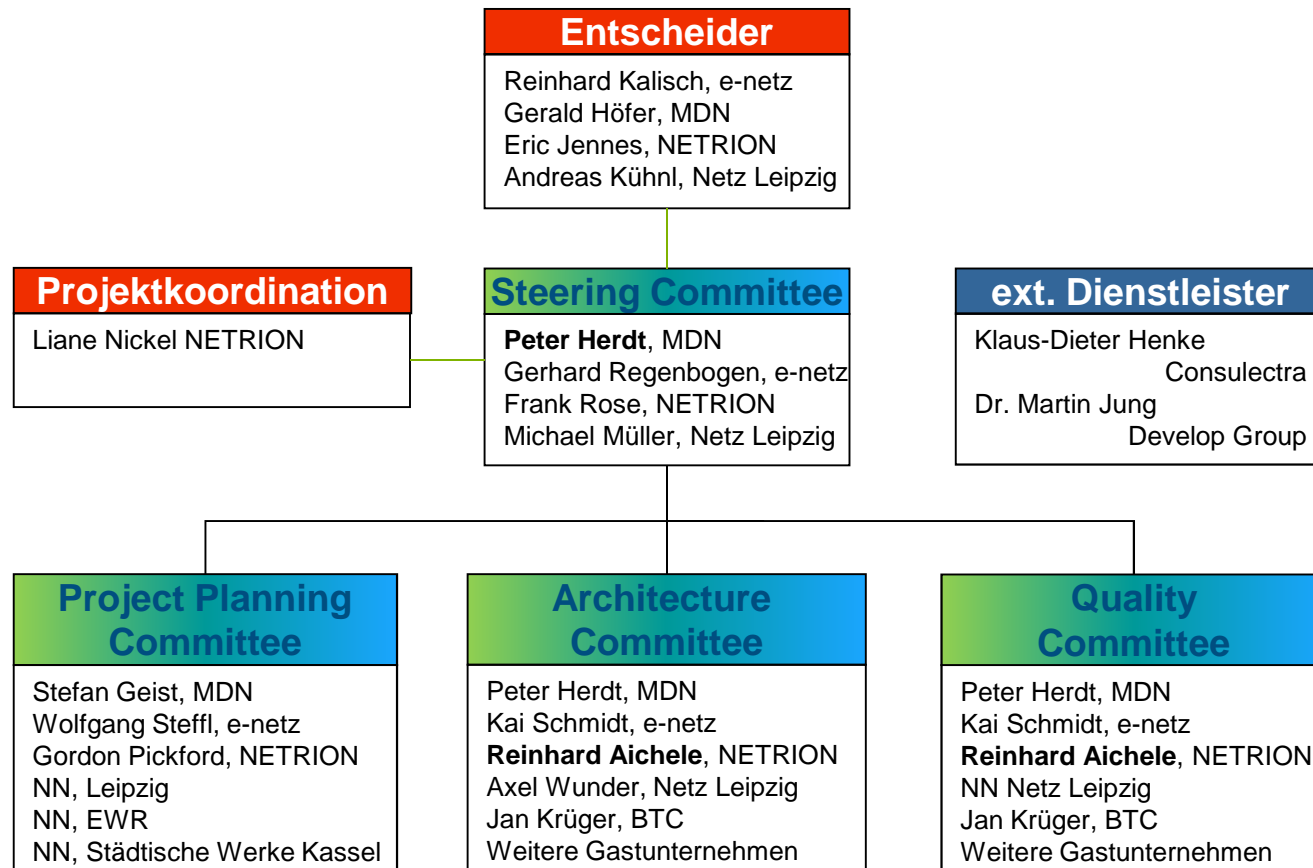 Entscheider
Reinhard Kalisch, e-netz
Gerald Höfer, MDN
Eric Jennes, NETRION
Andreas Kühnl, Netz Leipzig
Projektkoordination
Liane Nickel NETRION
Steering Committee
Peter Herdt, MDN
Gerhard Regenbogen, e-netz
Frank Rose, NETRION
Michael Müller, Netz Leipzig
ext. Dienstleister
Klaus-Dieter Henke
Consulectra
Dr. Martin Jung
Develop Group
Project Planning
Committee
Stefan Geist, MDN
Wolfgang Steffl, e-netz
Gordon Pickford, NETRION
NN, Leipzig
NN, EWR
NN, Städtische Werke Kassel
Architecture
Committee
Peter Herdt, MDN
Kai Schmidt, e-netz
Reinhard Aichele, NETRION
Axel Wunder, Netz Leipzig
Jan Krüger, BTC
Weitere Gastunternehmen
Quality
Committee
Peter Herdt, MDN
Kai Schmidt, e-netz
Reinhard Aichele, NETRION
NN Netz Leipzig
Jan Krüger, BTC
Weitere Gastunternehmen